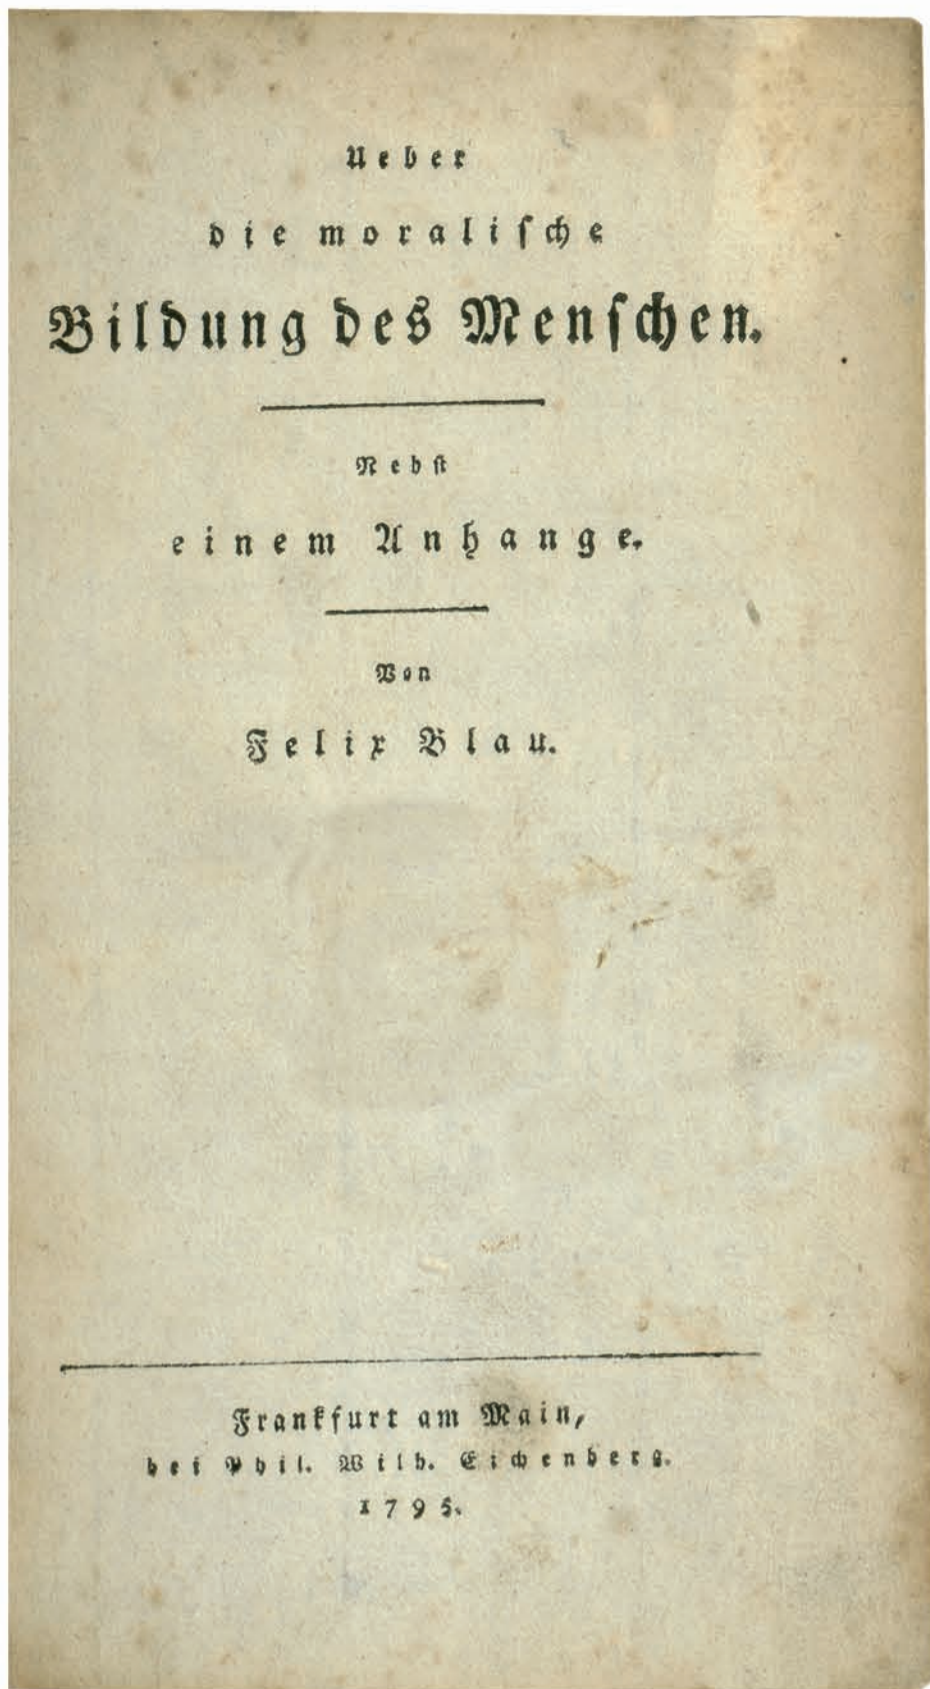 Ueber
die moraliſche
Bildung des Menſchen.
Nebſt
einem Anhange.
Von
Felix Blau.
Frankfurt am Main,
bei Phil. Wilh. Eichenberg.
1795.